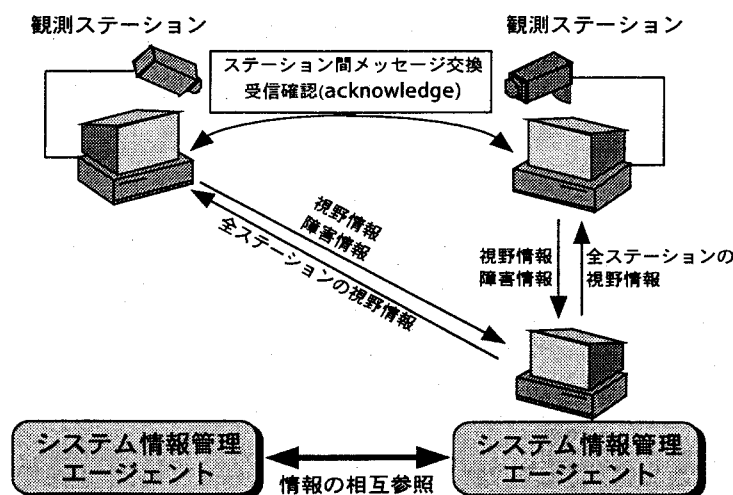 観測ステーション
観測ステーション
ステーション間メッセージ交換
受信確認(acknowledge)
視野情報
障害情報
全ステーションの視野情報
視野情報
障害情報
全ステーションの
視野情報
システム情報管理
エージェント
情報の相互参照
システム情報管理
エージェント